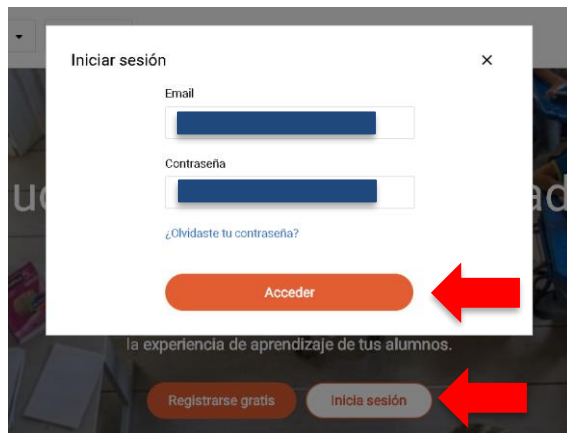 Iniciar sesión
Email
Contraseña
¿Olvidaste tu contraseña?
Acceder
la experiencia de aprendizaje de tus alumnos.
Registrarse gratis
Inicia sesión